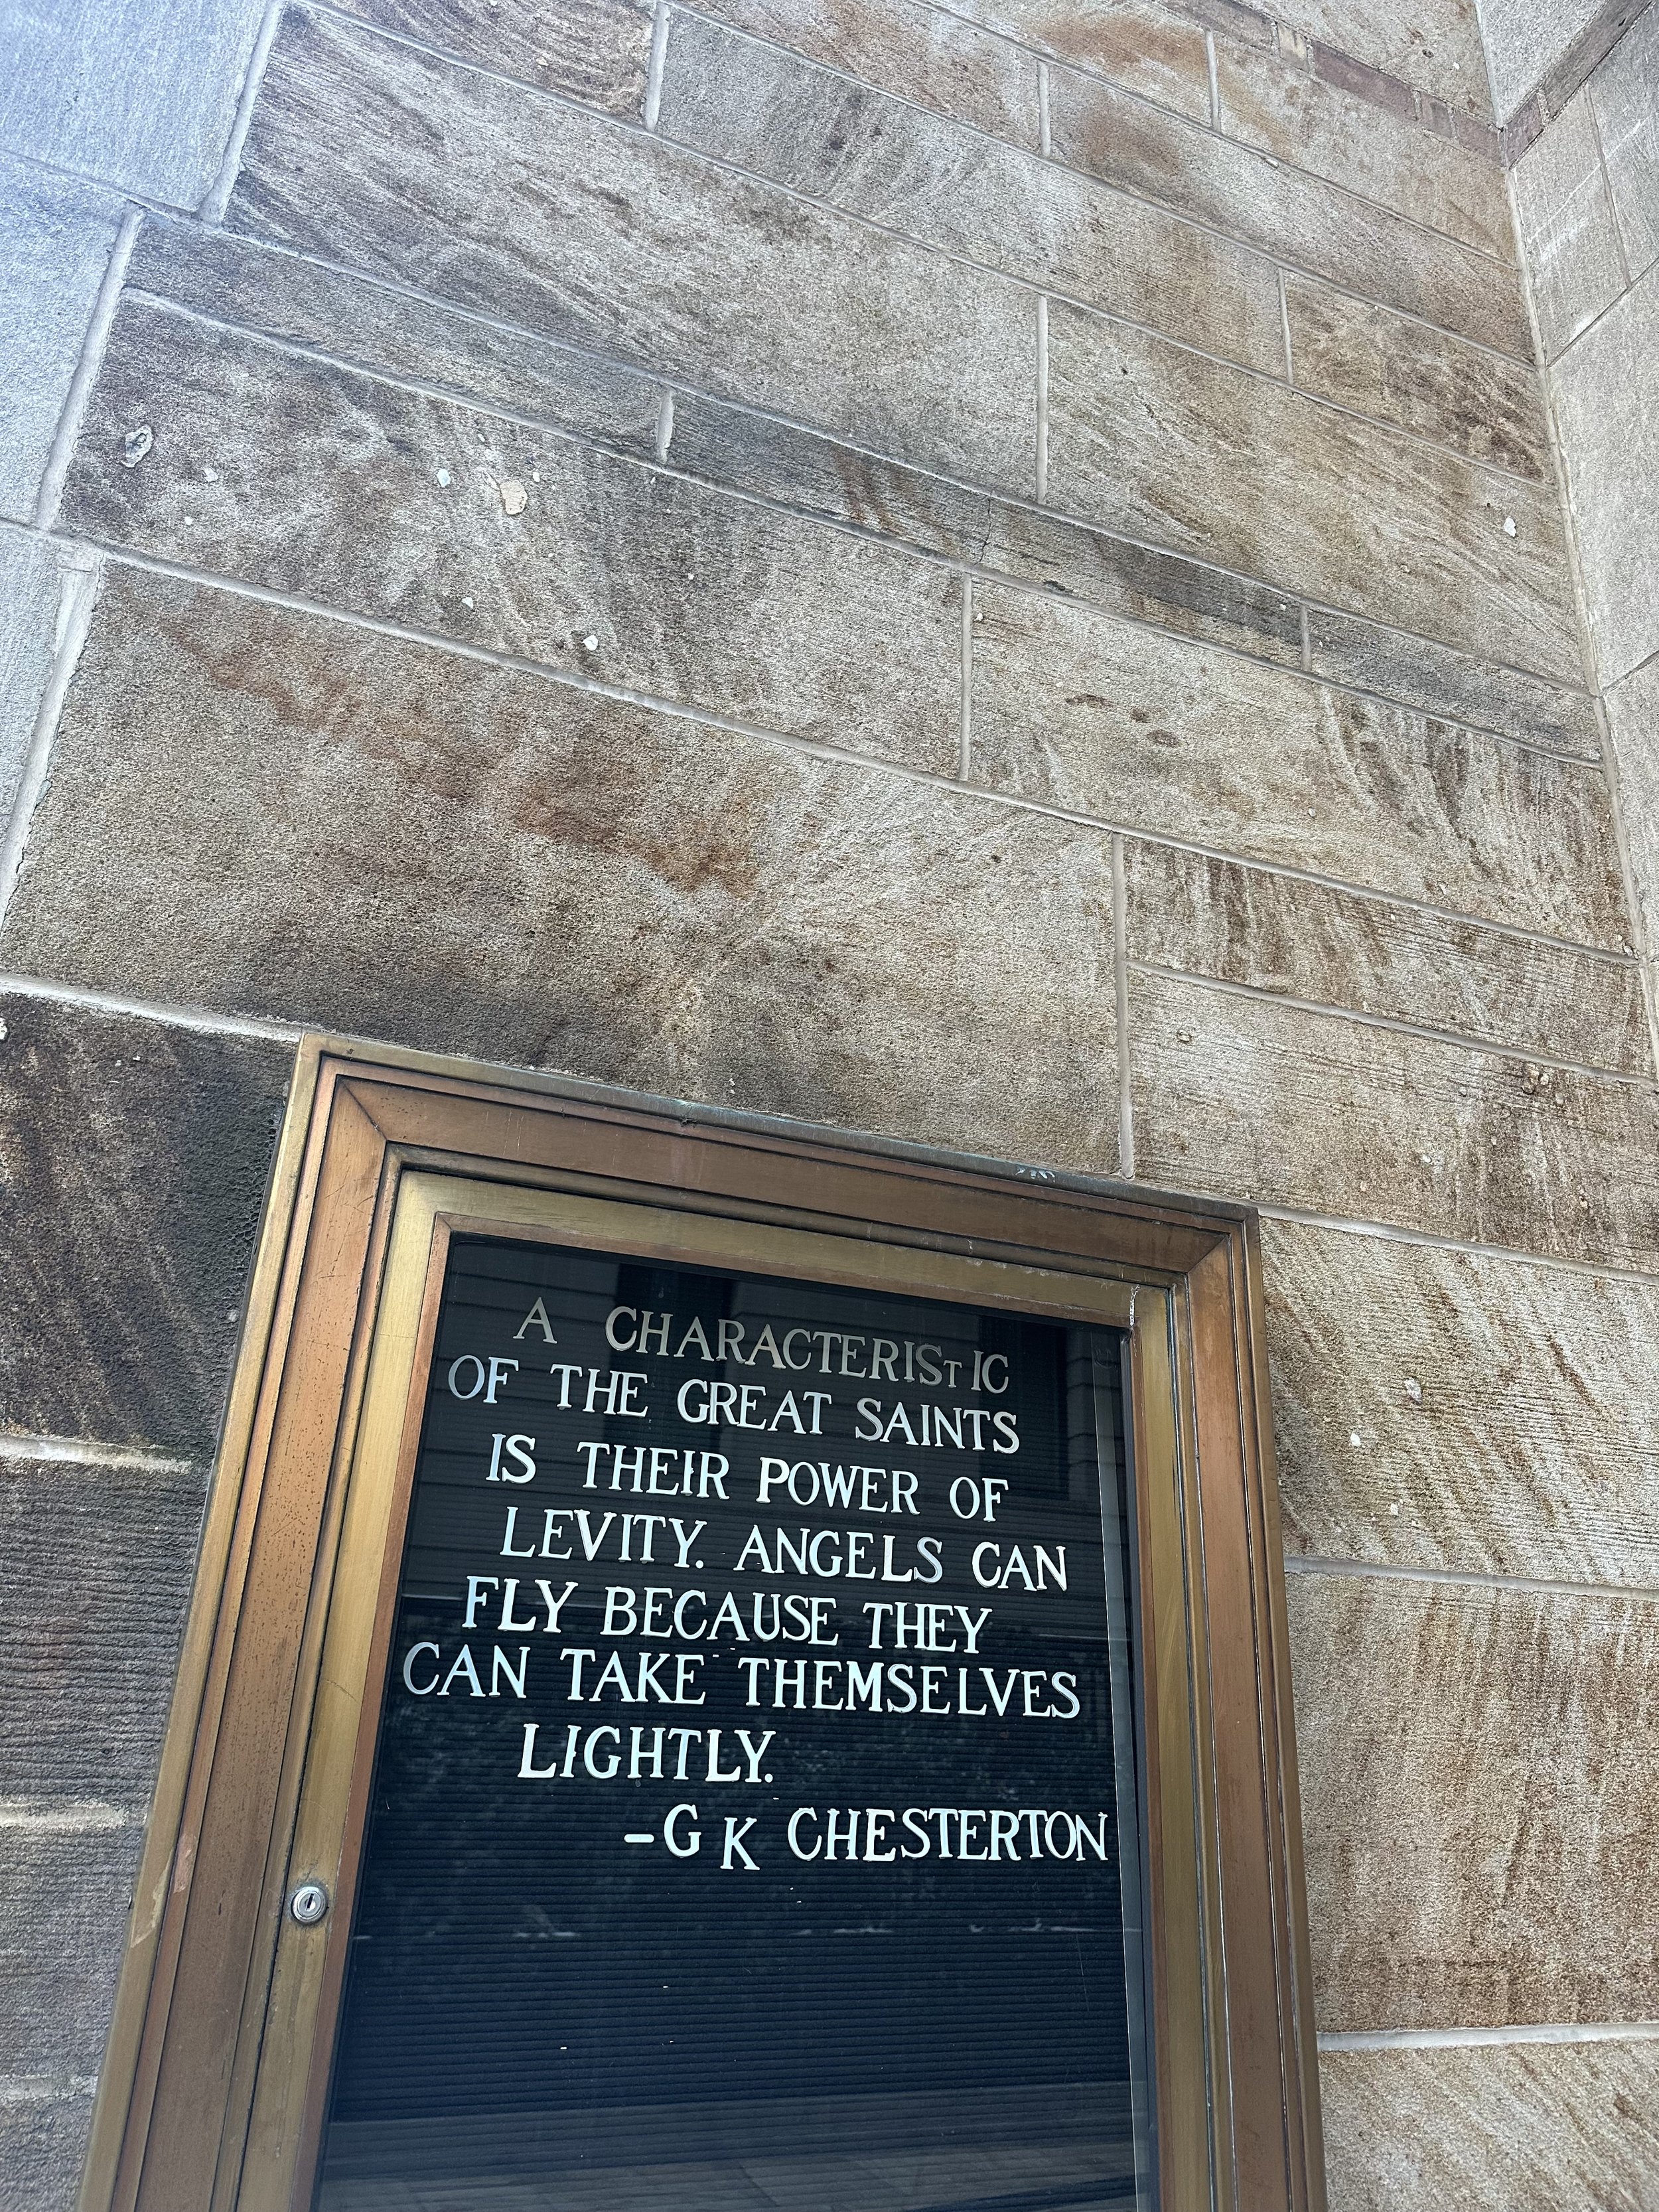 A CHARACTERIStIC
OF THE GREAT SAINTS
IS THEIR POWER OF
LEVITY. ANGELS CAN
FLY BECAUSE THEY
CAN TAKE THEMSELVES
LIGHTLY.
-G K CHESTERTON